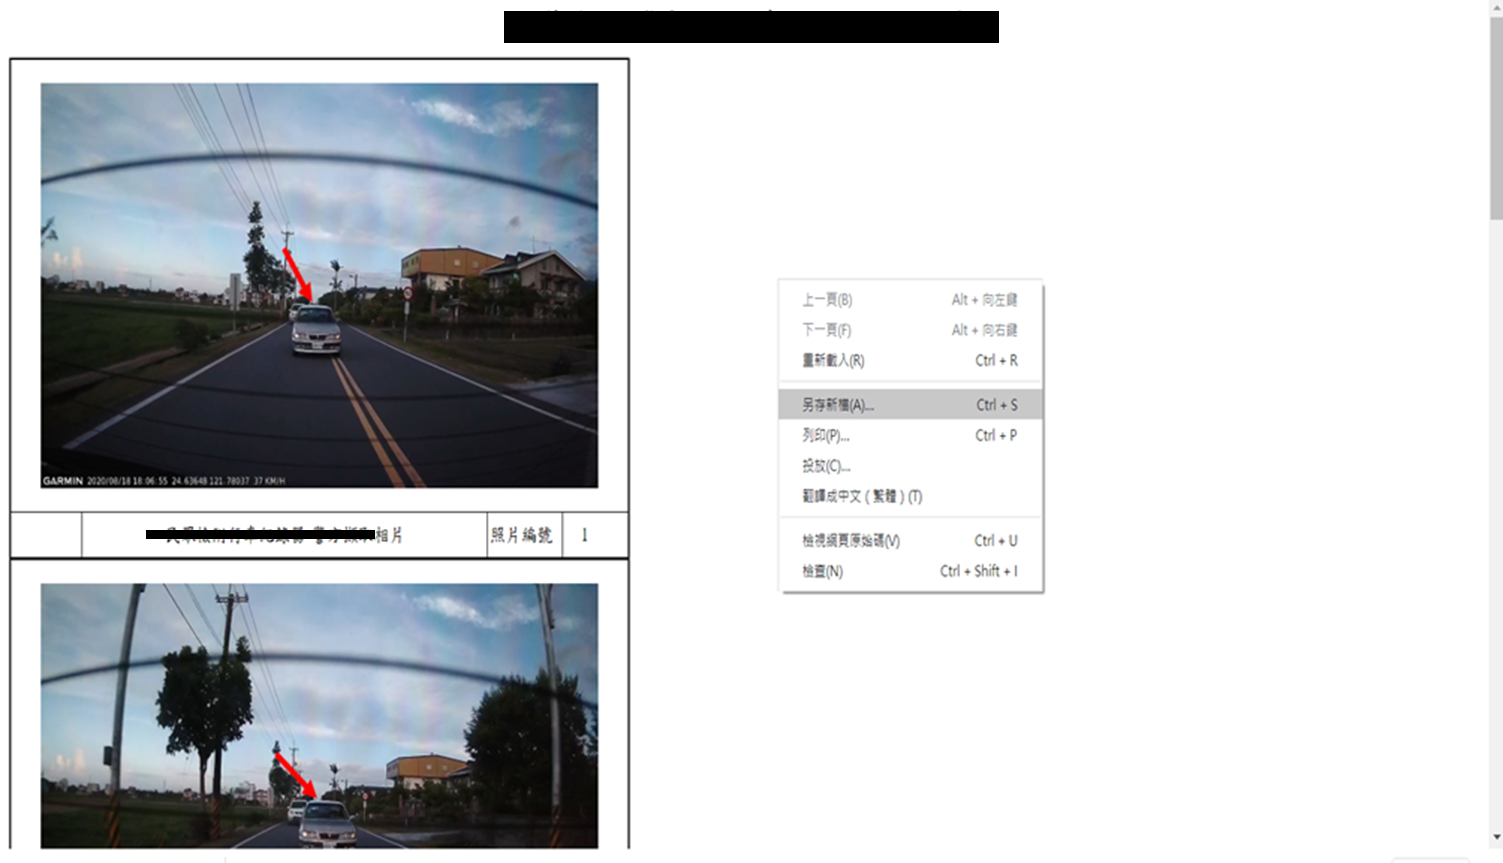 GARMIN 2020/08/18 18:06:55 24.63648 121.78037 37 KM/H
相片 照片編號 1
上一頁(B) Alt + 向左鍵
下一頁(F) Alt + 向右鍵
重新載入(R) Ctrl + R
另存新檔(A)... Ctrl + S
列印(P)... Ctrl + P
投放(C)...
翻譯成中文 ( 繁體 ) (T)
檢視網頁原始碼(V) Ctrl + U
檢查(N) Ctrl + Shift + I